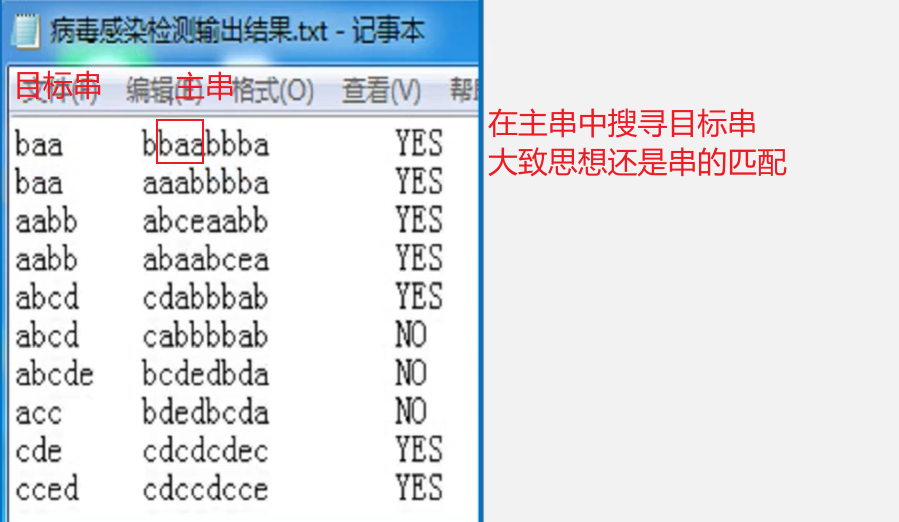 病毒感染检测输出结果.txt - 记事本
目标串 主串
文件(F) 编辑(E) 格式(O) 查看(V) 帮
baa bbaabbba YES
baa aaabbbba YES
aabb abceaabb YES
aabb abaabcea YES
abcd cdabbbab YES
abcd cabbbbab NO
abcde bcdedbda NO
acc bdedbcda NO
cde cdcdcdec YES
cced cdccdcce YES
在主串中搜寻目标串
大致思想还是串的匹配